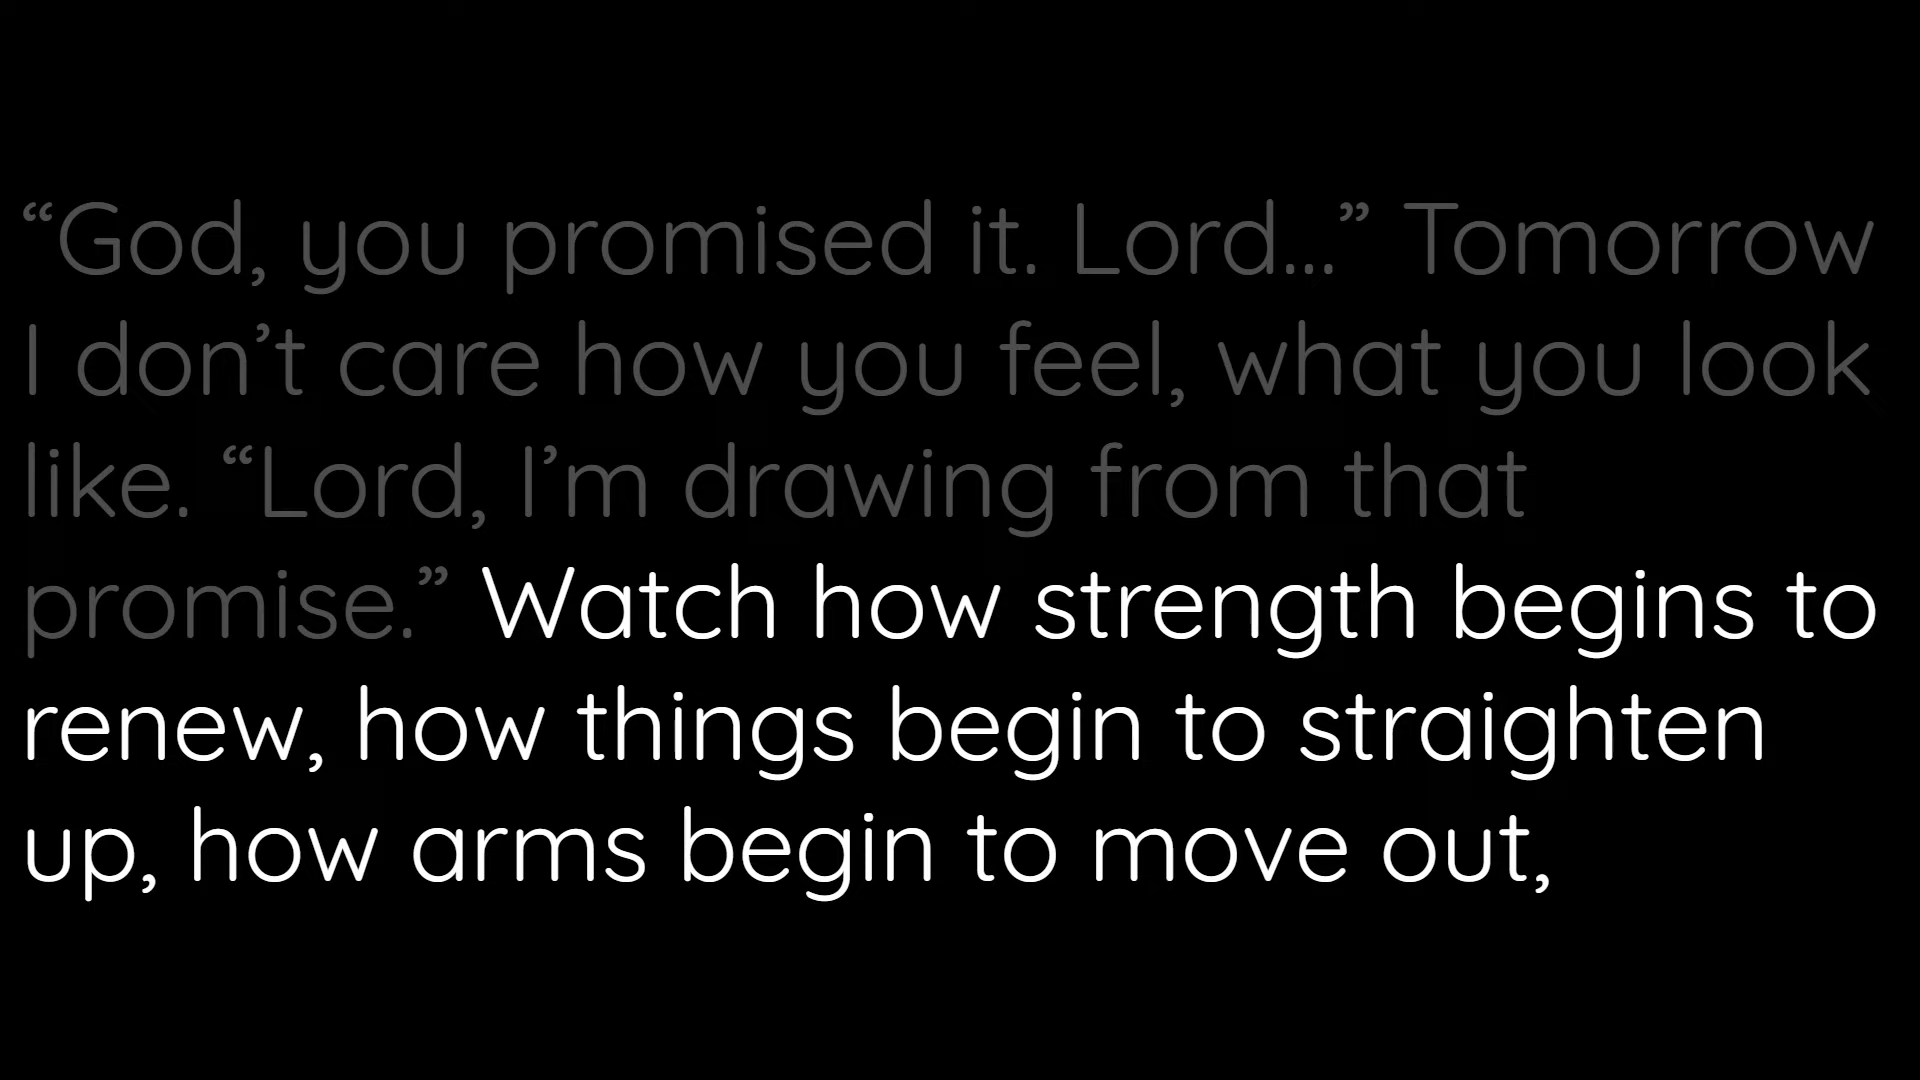 “God, you promised it. Lord...” Tomorrow
I don’t care how you feel, what you look
like. “Lord, I’m drawing from that
promise.” Watch how strength begins to
renew, how things begin to straighten
up, how arms begin to move out,